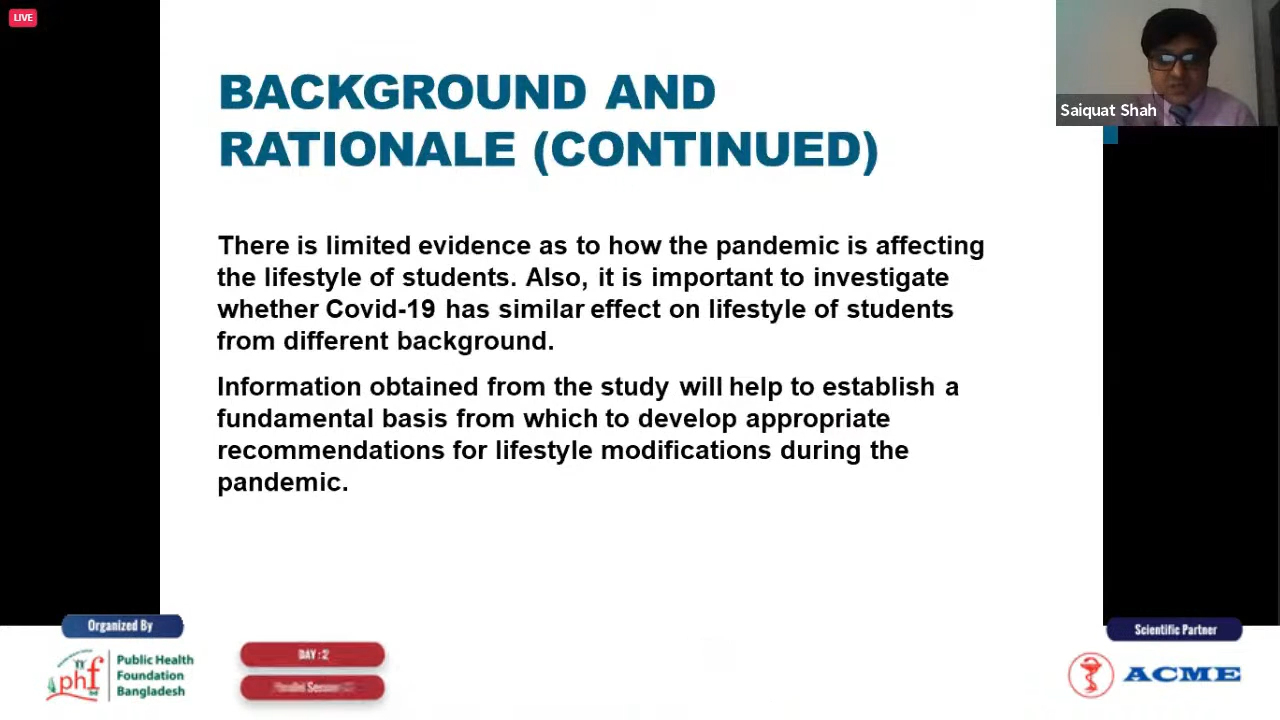 LIVE
BACKGROUND AND
RATIONALE (CONTINUED)
Saiquat Shah
There is limited evidence as to how the pandemic is affecting
the lifestyle of students. Also, it is important to investigate
whether Covid-19 has similar effect on lifestyle of students
from different background.
Information obtained from the study will help to establish a
fundamental basis from which to develop appropriate
recommendations for lifestyle modifications during the
pandemic.
Organized By
phf
Public Health
Foundation
Bangladesh
DAY : 2
Parallel Session
Scientific Partner
ACME